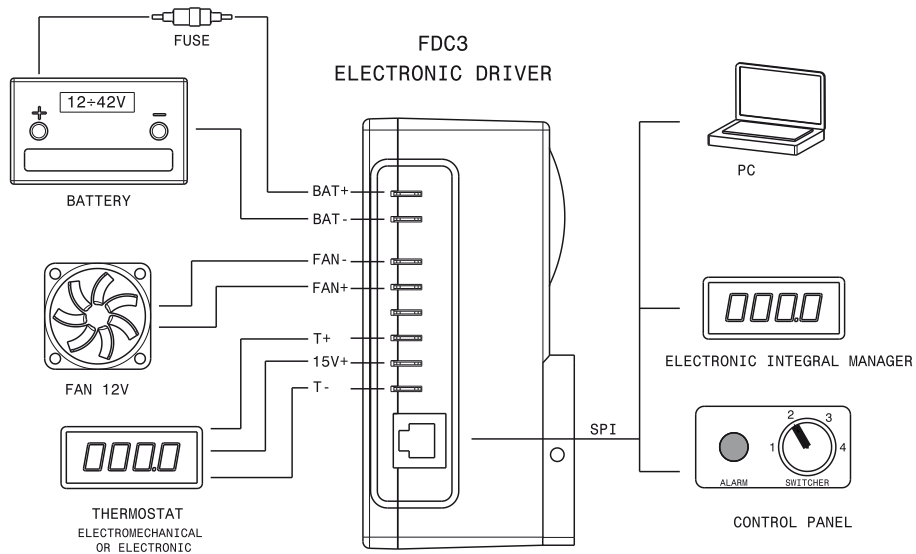 FUSE
FDC3
ELECTRONIC DRIVER
12÷42V
+
−
BATTERY
BAT+
BAT-
FAN-
FAN+
T+
15V+
T-
FAN 12V
000.0
THERMOSTAT
ELECTROMECHANICAL
OR ELECTRONIC
SPI
PC
000.0
ELECTRONIC INTEGRAL MANAGER
1
2
3
4
ALARM
SWITCHER
CONTROL PANEL